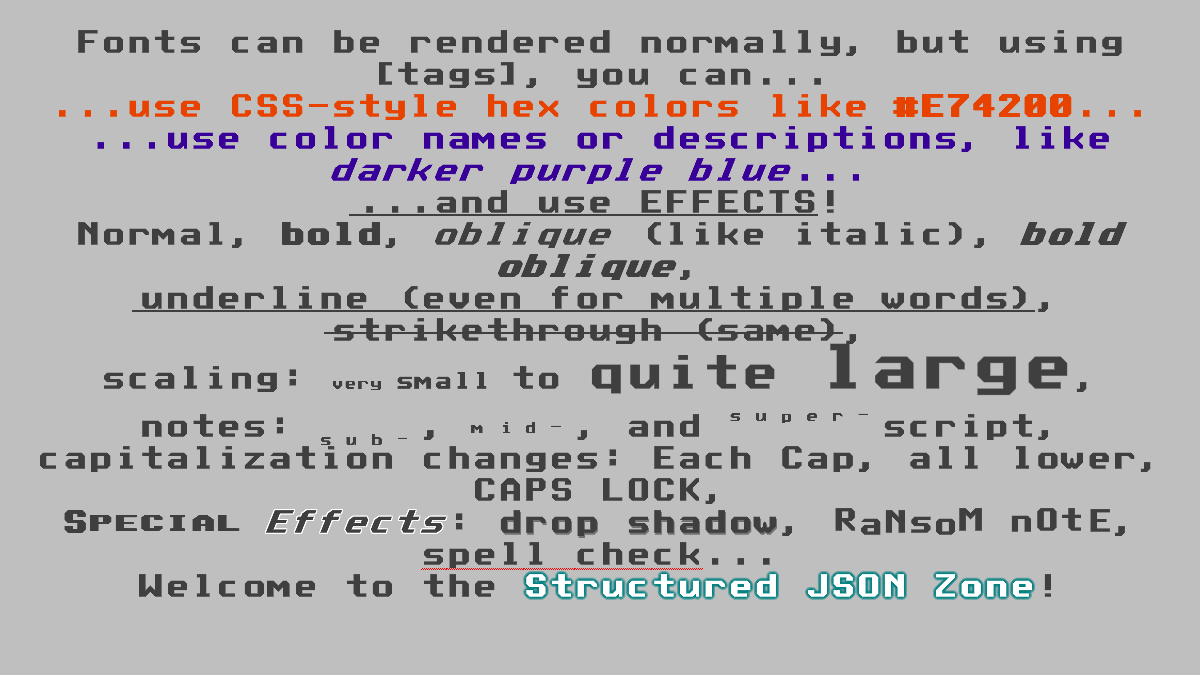 Fonts can be rendered normally, but using
[tags], you can...
...use CSS-style hex colors like #E74200...
...use color names or descriptions, like
darker purple blue...
...and use EFFECTS!
Normal, bold, oblique (like italic), bold
oblique,
underline (even for multiple words),
strikethrough (same),
scaling: very small to quite large,
notes: sub-, mid-, and super-script,
capitalization changes: Each Cap, all lower,
CAPS LOCK,
Special Effects: drop shadow, RaNsoM nOtE,
spell check...
Welcome to the Structured JSON Zone!